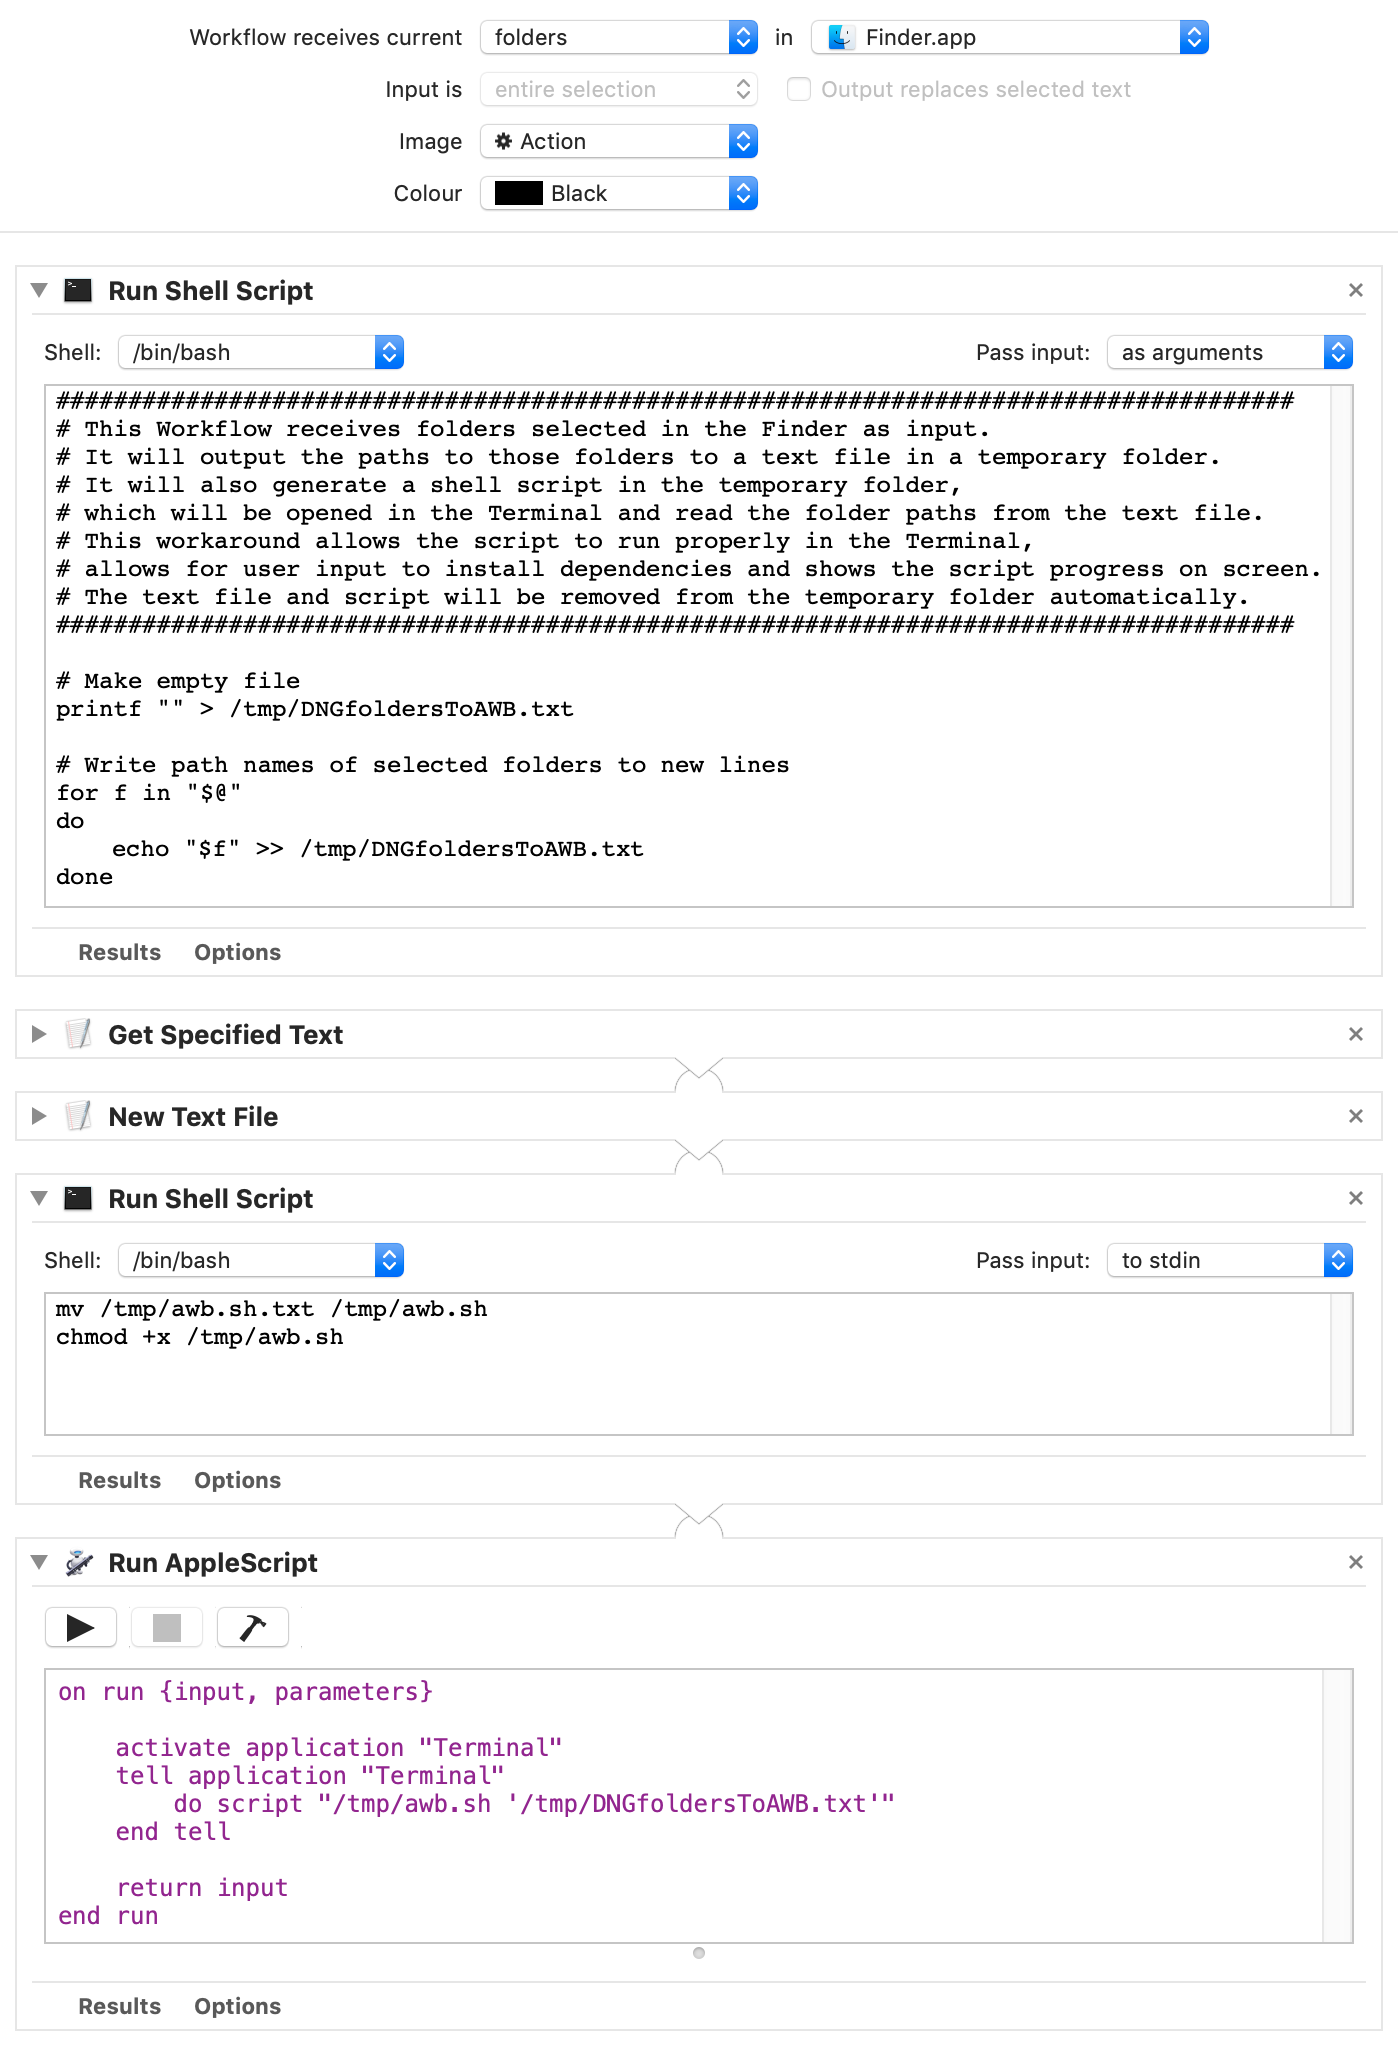 Workflow receives current folders in Finder.app
Input is entire selection Output replaces selected text
Image Action
Colour Black
Run Shell Script
Shell: /bin/bash Pass input: as arguments
######################################################################################
# This Workflow receives folders selected in the Finder as input.
# It will output the paths to those folders to a text file in a temporary folder.
# It will also generate a shell script in the temporary folder,
# which will be opened in the Terminal and read the folder paths from the text file.
# This workaround allows the script to run properly in the Terminal,
# allows for user input to install dependencies and shows the script progress on screen.
# The text file and script will be removed from the temporary folder automatically.
######################################################################################
# Make empty file
printf "" > /tmp/DNGfoldersToAWB.txt
# Write path names of selected folders to new lines
for f in "$@"
do
echo "$f" >> /tmp/DNGfoldersToAWB.txt
done
Results Options
Get Specified Text
New Text File
Run Shell Script
Shell: /bin/bash Pass input: to stdin
mv /tmp/awb.sh.txt /tmp/awb.sh
chmod +x /tmp/awb.sh
Results Options
Run AppleScript
on run {input, parameters}
activate application "Terminal"
tell application "Terminal"
do script "/tmp/awb.sh '/tmp/DNGfoldersToAWB.txt'"
end tell
return input
end run
Results Options